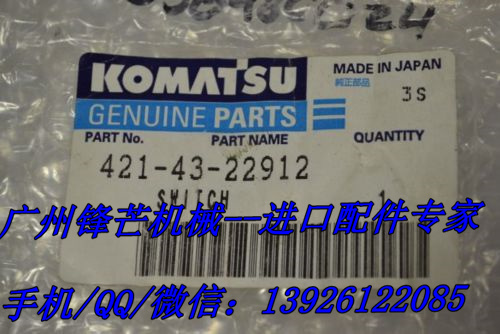 KOMATSU
GENUINE PARTS
MADE IN JAPAN
純正部品
3S
PART No. PART NAME QUANTITY
421-43-22912
SWITCH 1
广州锋芒机械--进口配件专家
手机/QQ/微信：13926122085